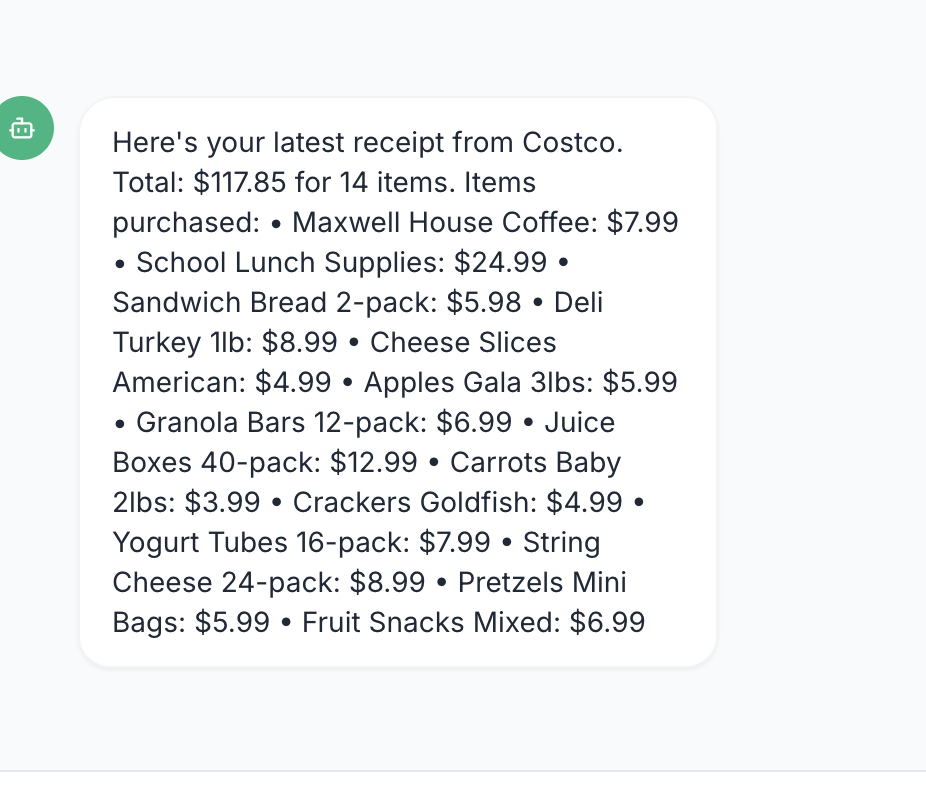 Here's your latest receipt from Costco.
Total: $117.85 for 14 items. Items
purchased: • Maxwell House Coffee: $7.99
• School Lunch Supplies: $24.99 •
Sandwich Bread 2-pack: $5.98 • Deli
Turkey 1lb: $8.99 • Cheese Slices
American: $4.99 • Apples Gala 3lbs: $5.99
• Granola Bars 12-pack: $6.99 • Juice
Boxes 40-pack: $12.99 • Carrots Baby
2lbs: $3.99 • Crackers Goldfish: $4.99 •
Yogurt Tubes 16-pack: $7.99 • String
Cheese 24-pack: $8.99 • Pretzels Mini
Bags: $5.99 • Fruit Snacks Mixed: $6.99